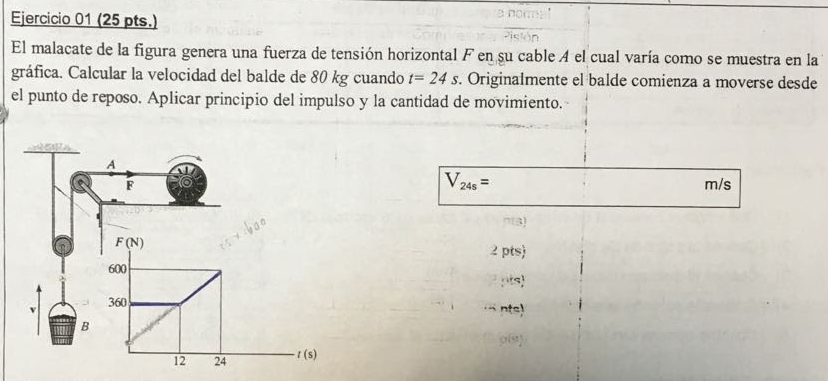 Ejercicio 01 (25 pts.)
El malacate de la figura genera una fuerza de tensión horizontal F en su cable A el cual varía como se muestra en la
gráfica. Calcular la velocidad del balde de 80 kg cuando t= 24 s. Originalmente el balde comienza a moverse desde
el punto de reposo. Aplicar principio del impulso y la cantidad de movimiento.
A
F
V24s =
m/s
F(N)
600
360
v
B
12
24
t (s)
2 pts)